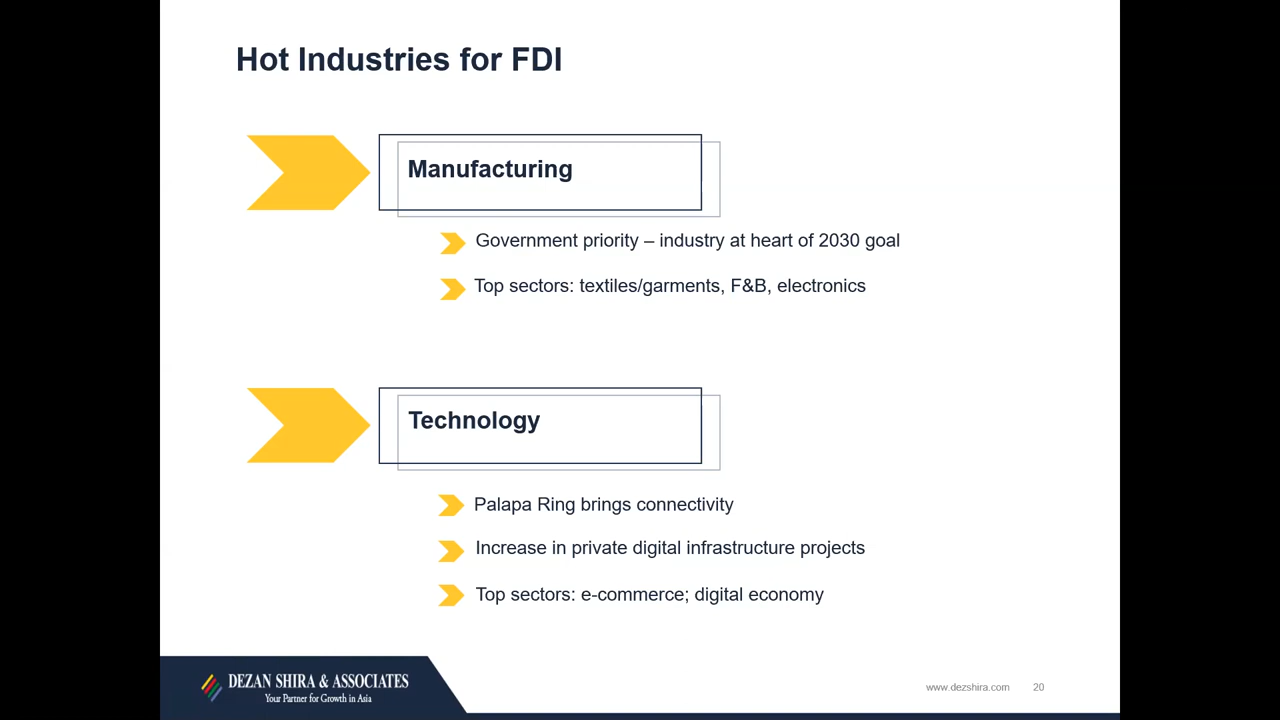 Hot Industries for FDI
Manufacturing
Government priority – industry at heart of 2030 goal
Top sectors: textiles/garments, F&B, electronics
Technology
Palapa Ring brings connectivity
Increase in private digital infrastructure projects
Top sectors: e-commerce; digital economy
DEZAN SHIRA & ASSOCIATES
Your Partner for Growth in Asia
www.dezshira.com 20